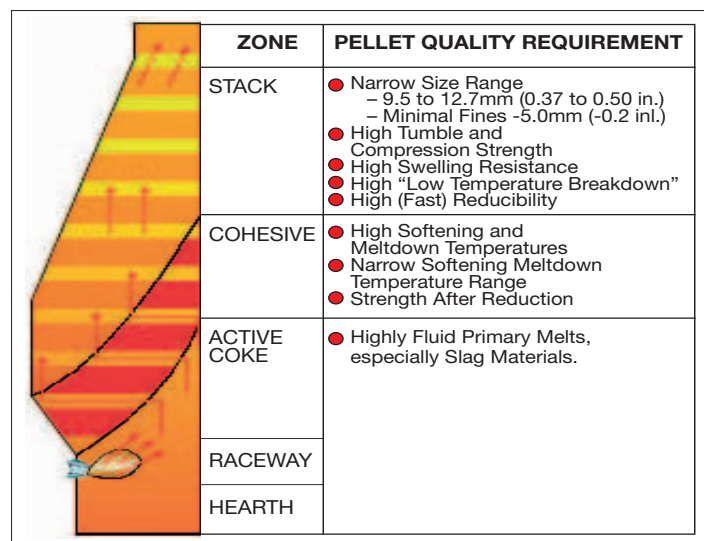 ZONE PELLET QUALITY REQUIREMENT
STACK
Narrow Size Range
– 9.5 to 12.7mm (0.37 to 0.50 in.)
– Minimal Fines -5.0mm (-0.2 inl.)
High Tumble and
Compression Strength
High Swelling Resistance
High “Low Temperature Breakdown”
High (Fast) Reducibility
COHESIVE
High Softening and
Meltdown Temperatures
Narrow Softening Meltdown
Temperature Range
Strength After Reduction
ACTIVE
COKE
Highly Fluid Primary Melts,
especially Slag Materials.
RACEWAY
HEARTH